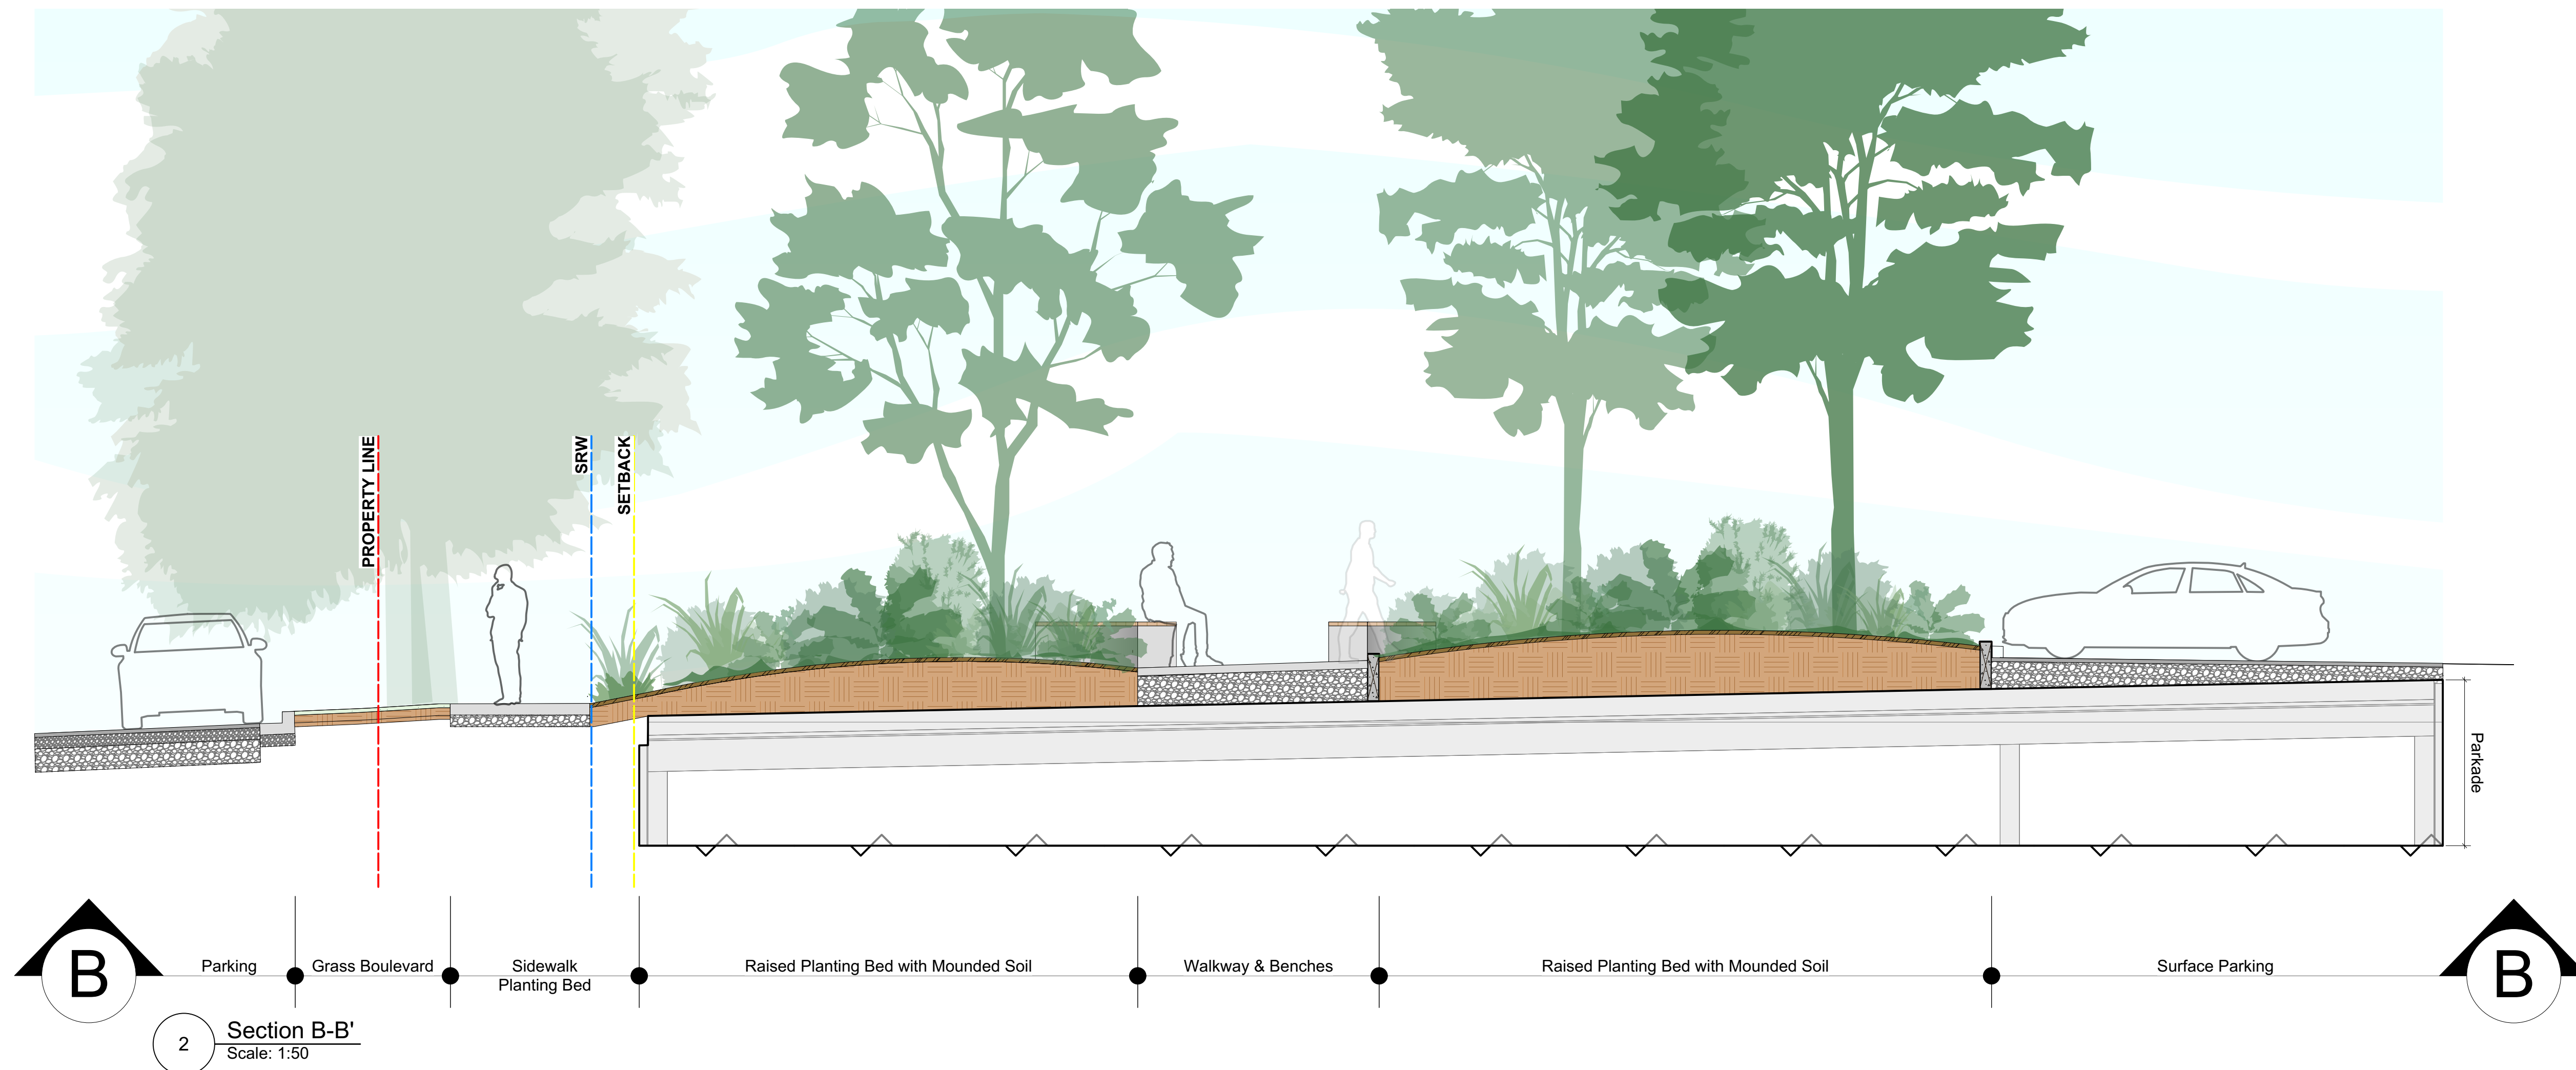 PROPERTY LINE
SRW
SETBACK
Parkade
B
Parking
Grass Boulevard
Sidewalk
Planting Bed
Raised Planting Bed with Mounded Soil
Walkway & Benches
Raised Planting Bed with Mounded Soil
Surface Parking
B
2
Section B-B'
Scale: 1:50